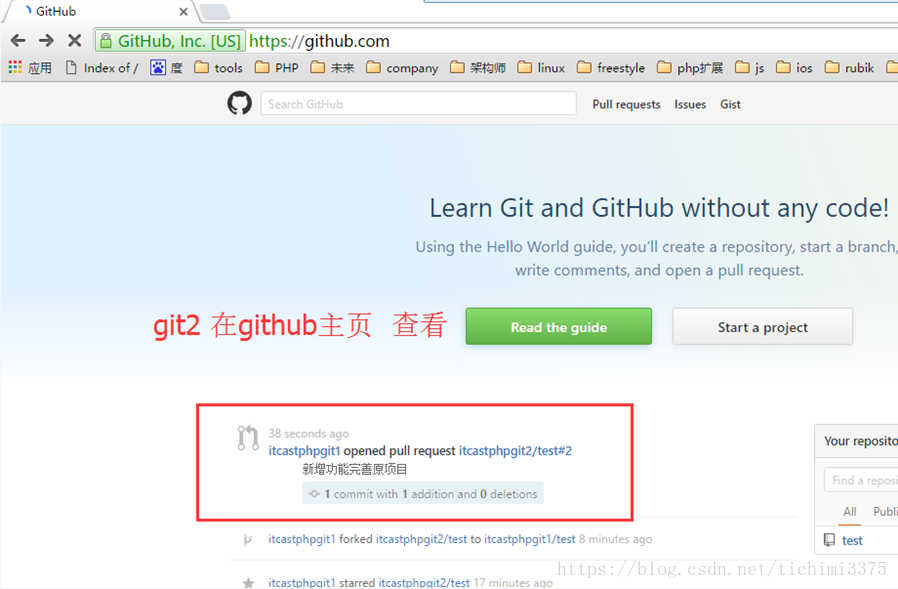 GitHub
GitHub, Inc. [US] https://github.com
应用 Index of / 度 tools PHP 未来 company 架构师 linux freestyle php扩展 js ios rubik
Search GitHub Pull requests Issues Gist
Learn Git and GitHub without any code!
Using the Hello World guide, you’ll create a repository, start a branch,
write comments, and open a pull request.
git2 在github主页 查看
Read the guide Start a project
38 seconds ago
itcastphpgit1 opened pull request itcastphpgit2/test#2
新增功能完善原项目
1 commit with 1 addition and 0 deletions
Your reposito
Find a reposi
All Publi
test
itcastphpgit1 forked itcastphpgit2/test to itcastphpgit1/test 8 minutes ago
itcastphpgit1 starred itcastphpgit2/test 17 minutes ago
https://blog.csdn.net/tichimi3375